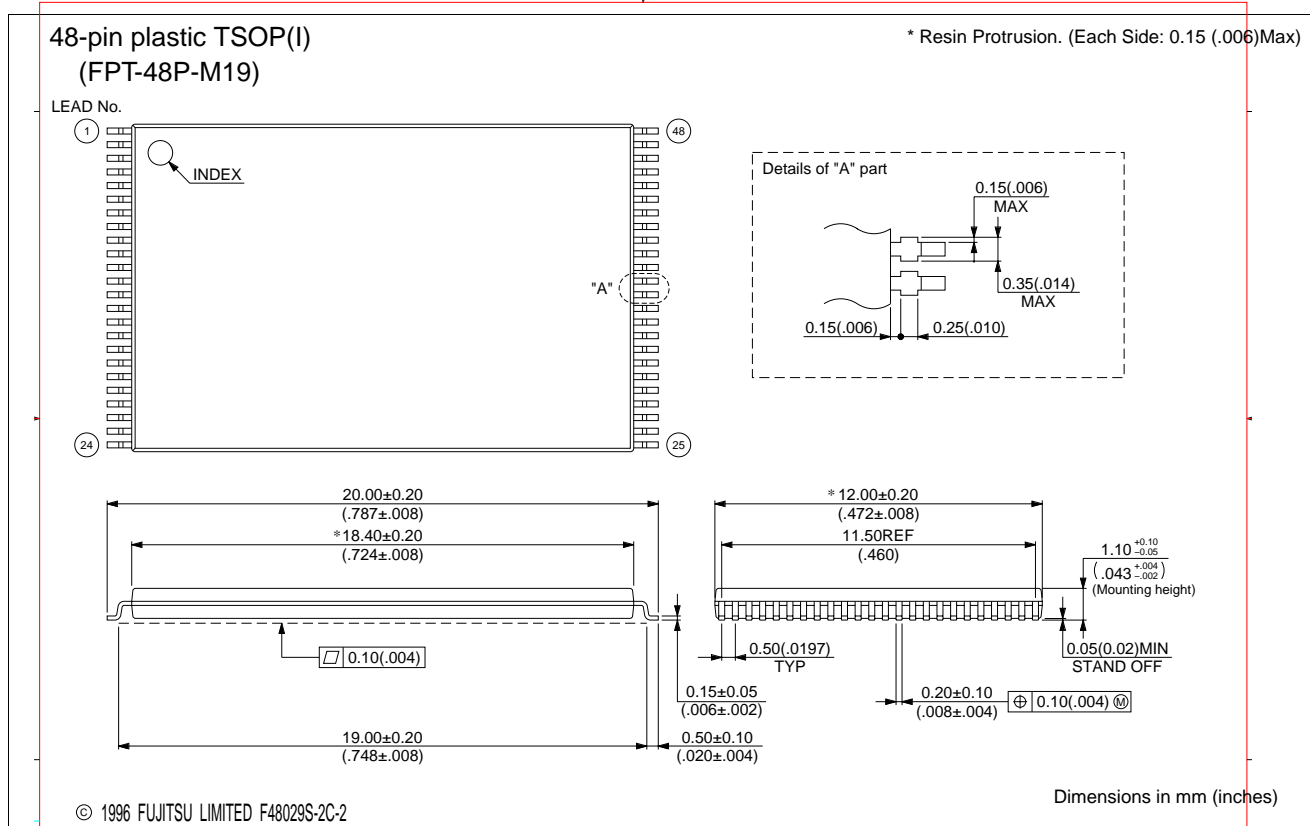 48-pin plastic TSOP(I)
(FPT-48P-M19)
* Resin Protrusion. (Each Side: 0.15 (.006)Max)
LEAD No.
1
48
INDEX
"A"
24
25
Details of "A" part
0.15(.006)
MAX
0.35(.014)
MAX
0.15(.006)
0.25(.010)
20.00±0.20
(.787±.008)
*18.40±0.20
(.724±.008)
0.10(.004)
0.15±0.05
(.006±.002)
19.00±0.20
(.748±.008)
0.50±0.10
(.020±.004)
*12.00±0.20
(.472±.008)
11.50REF
(.460)
1.10 +0.10 −0.05
(.043 +.004 −.002)
(Mounting height)
0.50(.0197)
TYP
0.05(0.02)MIN
STAND OFF
0.20±0.10
(.008±.004)
⌖ 0.10(.004) Ⓜ
© 1996 FUJITSU LIMITED F48029S-2C-2
Dimensions in mm (inches)